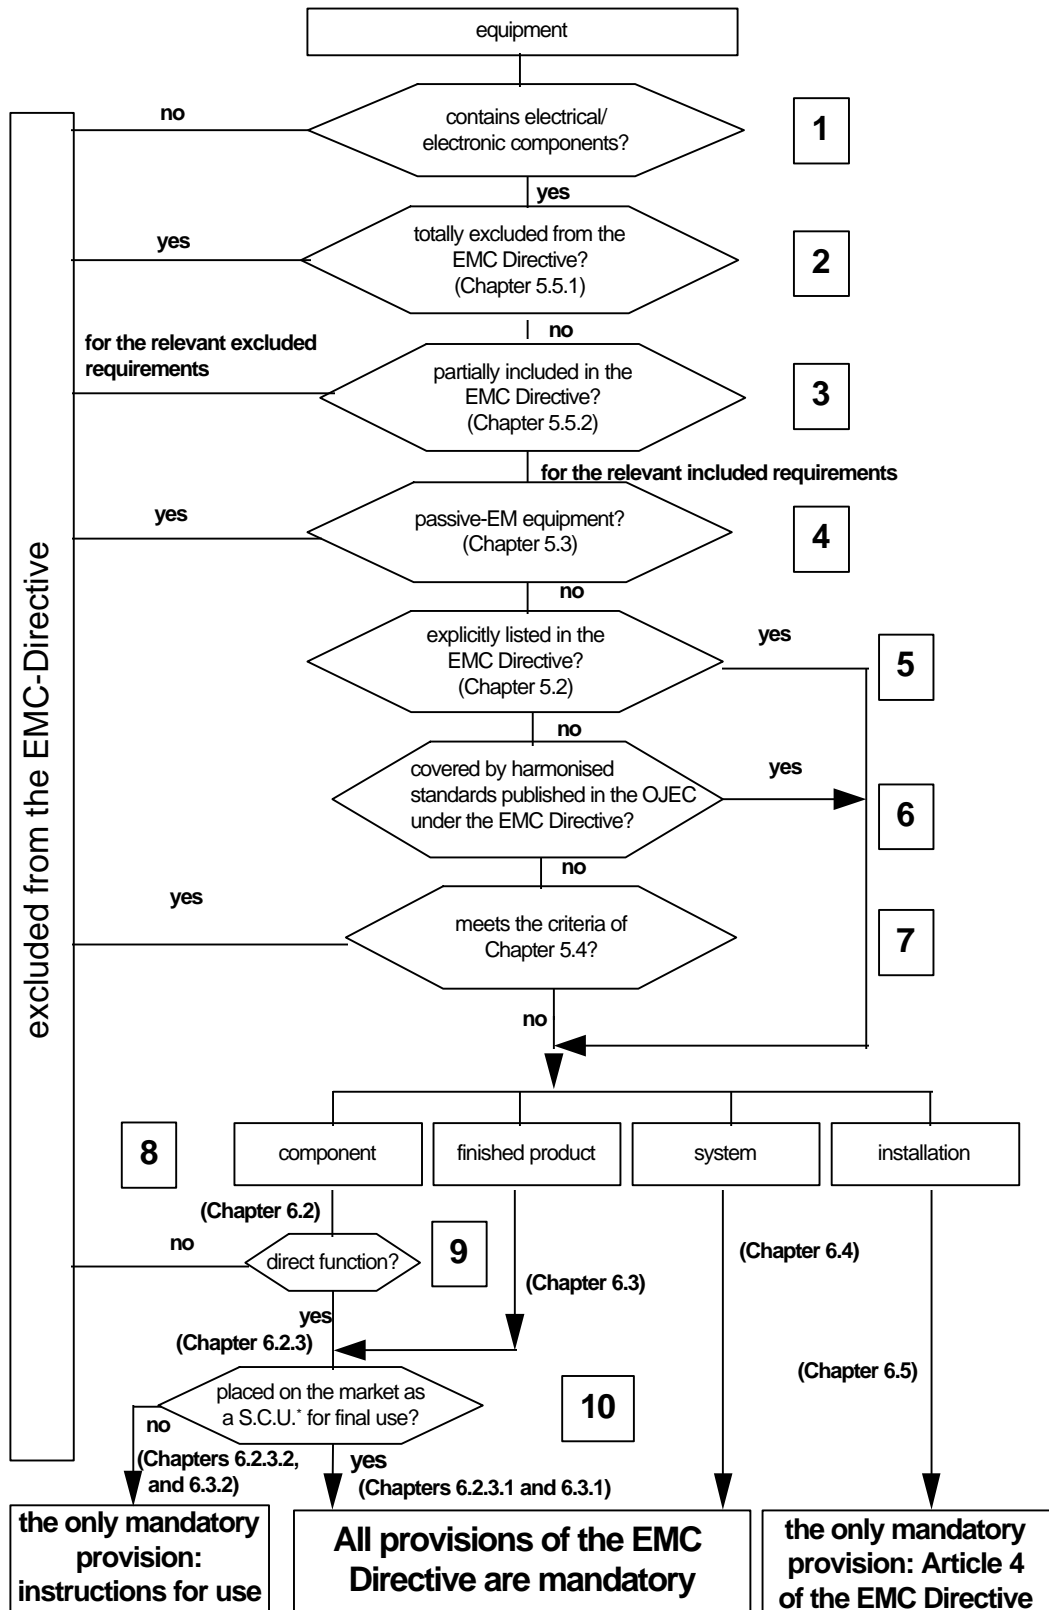 equipment
no
contains electrical/
electronic components?
1
yes
yes
totally excluded from the
EMC Directive?
(Chapter 5.5.1)
2
no
for the relevant excluded
requirements
partially included in the
EMC Directive?
(Chapter 5.5.2)
3
for the relevant included requirements
yes
passive-EM equipment?
(Chapter 5.3)
4
no
explicitly listed in the
EMC Directive?
(Chapter 5.2)
yes
5
no
covered by harmonised
standards published in the OJEC
under the EMC Directive?
yes
6
no
yes
meets the criteria of
Chapter 5.4?
7
no
excluded from the EMC-Directive
8
component
finished product
system
installation
(Chapter 6.2)
no
direct function?
9
(Chapter 6.4)
(Chapter 6.3)
yes
(Chapter 6.2.3)
(Chapter 6.5)
placed on the market as
a S.C.U.* for final use?
10
no
(Chapters 6.2.3.2,
and 6.3.2)
yes
(Chapters 6.2.3.1 and 6.3.1)
the only mandatory
provision:
instructions for use
All provisions of the EMC
Directive are mandatory
the only mandatory
provision: Article 4
of the EMC Directive